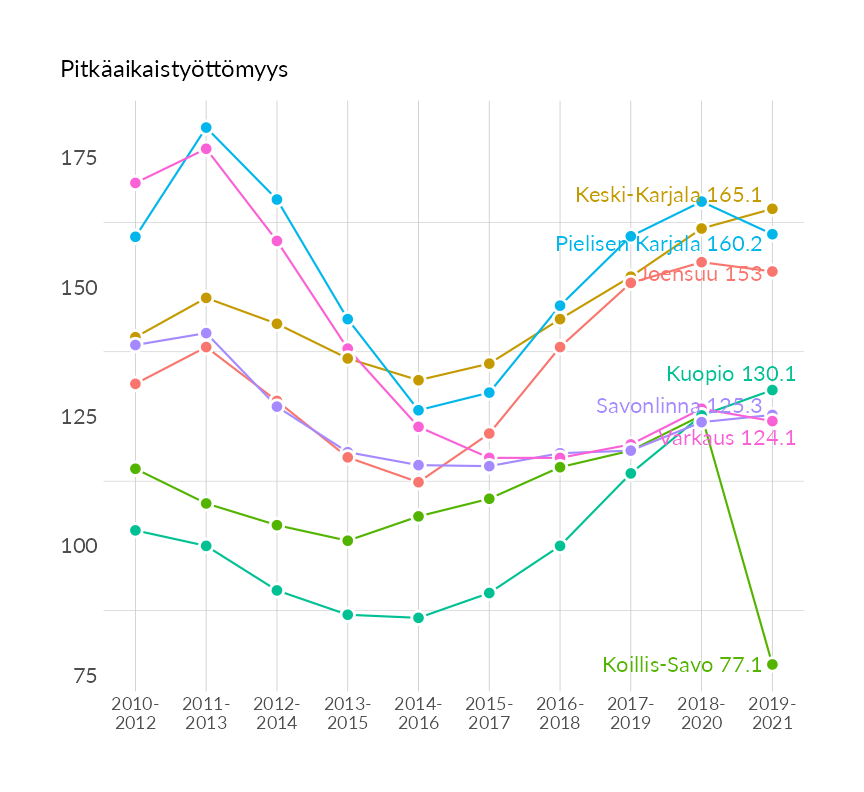 Pitkäaikaistyöttömyys
175
150
125
100
75
Keski-Karjala 165.1
Pielisen Karjala 160.2
Joensuu 153
Kuopio 130.1
Savonlinna 125.3
Varkaus 124.1
Koillis-Savo 77.1
2010- 2011- 2012- 2013- 2014- 2015- 2016- 2017- 2018- 2019-
2012 2013 2014 2015 2016 2017 2018 2019 2020 2021